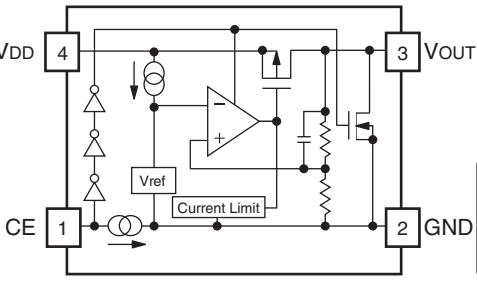 VDD 4
3 VOUT
−
+
Vref
Current Limit
CE 1
2 GND